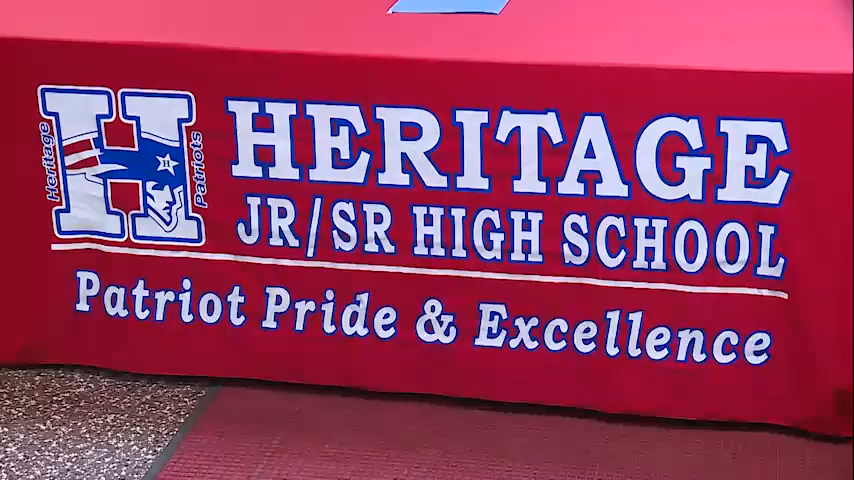 Heritage
H
Patriots
HERITAGE
JR/SR HIGH SCHOOL
Patriot Pride & Excellence